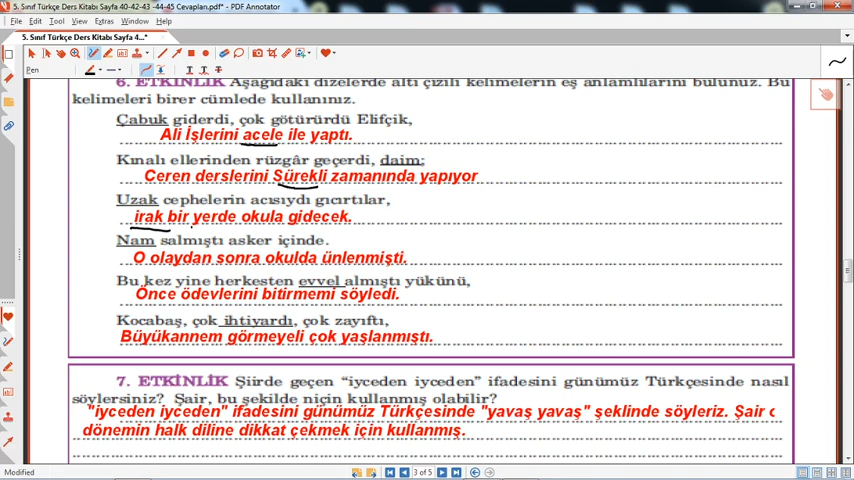 5. Sınıf Türkçe Ders Kitabı Sayfa 40-42-43 -44-45 Cevapları.pdf* - PDF Annotator
File Edit Tool View Extras Window Help
5. Sınıf Türkçe Ders Kitabı Sayfa 4...*
Pen
6. ETKİNLİK Aşağıdaki dizelerde altı çizili kelimelerin eş anlamlılarını bulunuz. Bu
kelimeleri birer cümlede kullanınız.
Çabuk giderdi, çok götürürdü Elifçik,
Ali İşlerini acele ile yaptı.
Kınalı ellerinden rüzgâr geçerdi, daim;
Ceren derslerini Sürekli zamanında yapıyor
Uzak cephelerin acısıydı gıcırtılar,
irak bir yerde okula gidecek.
Nam salmıştı asker içinde.
O olaydan sonra okulda ünlenmişti.
Bu kez yine herkesten evvel almıştı yükünü,
Önce ödevlerini bitirmemi söyledi.
Kocabaş, çok ihtiyardı, çok zayıftı,
Büyükannem görmeyeli çok yaşlanmıştı.
7. ETKİNLİK Şiirde geçen “iyceden iyceden” ifadesini günümüz Türkçesinde nasıl
söylersiniz? Şair, bu şekilde niçin kullanmış olabilir?
"iyceden iyceden" ifadesini günümüz Türkçesinde "yavaş yavaş" şeklinde söyleriz. Şair
dönemin halk diline dikkat çekmek için kullanmış.
Modified
3 of 5